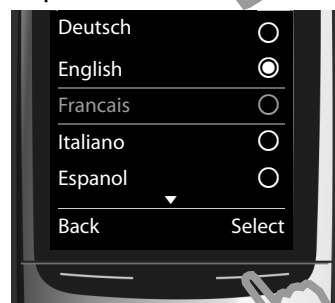 Deutsch
English
Francais
Italiano
Espanol
Back Select